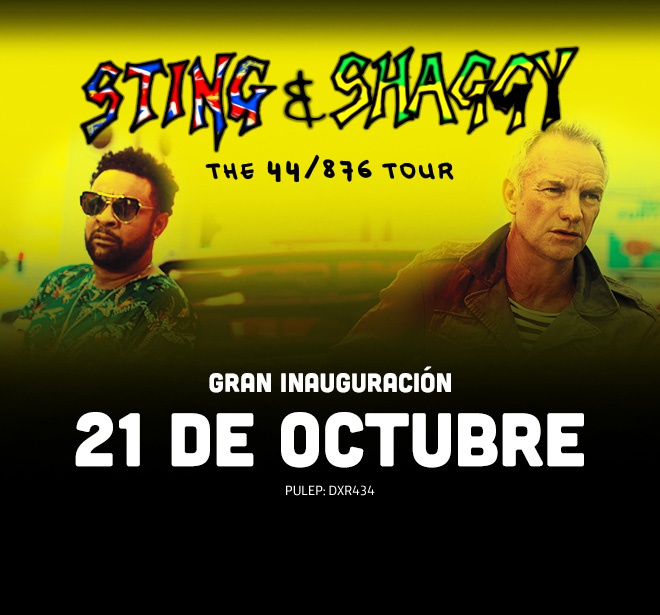 STING & SHAGGY
THE 44/876 TOUR
GRAN INAUGURACIÓN
21 DE OCTUBRE
PULEP: DXR434